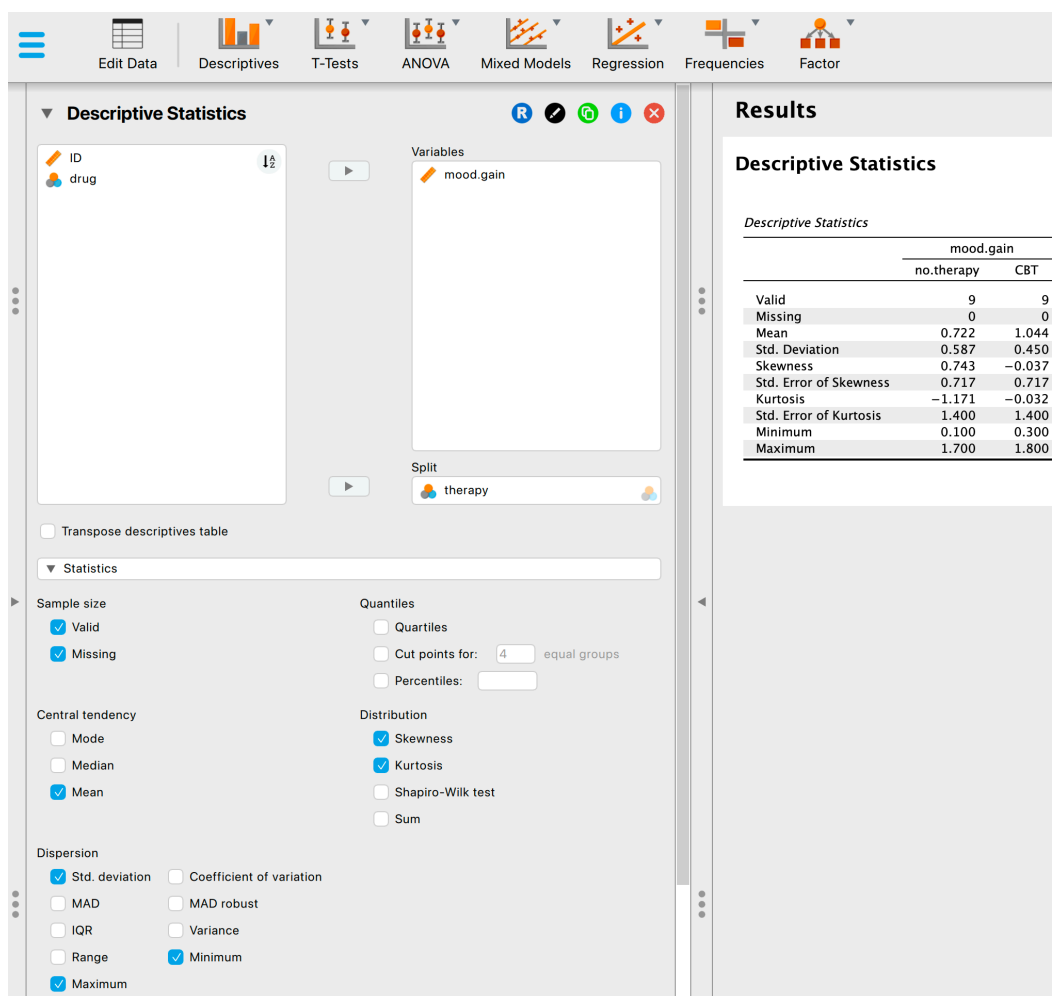 Edit Data
Descriptives
T-Tests
ANOVA
Mixed Models
Regression
Frequencies
Factor
Descriptive Statistics
R
i
ID
A
Z
drug
Variables
mood.gain
Split
therapy
Transpose descriptives table
Statistics
Sample size
Valid
Missing
Quantiles
Quartiles
Cut points for: 4 equal groups
Percentiles:
Central tendency
Mode
Median
Mean
Distribution
Skewness
Kurtosis
Shapiro-Wilk test
Sum
Dispersion
Std. deviation Coefficient of variation
MAD MAD robust
IQR Variance
Range Minimum
Maximum
Results
Descriptive Statistics
Descriptive Statistics
mood.gain
no.therapy CBT
Valid 9 9
Missing 0 0
Mean 0.722 1.044
Std. Deviation 0.587 0.450
Skewness 0.743 −0.037
Std. Error of Skewness 0.717 0.717
Kurtosis −1.171 −0.032
Std. Error of Kurtosis 1.400 1.400
Minimum 0.100 0.300
Maximum 1.700 1.800